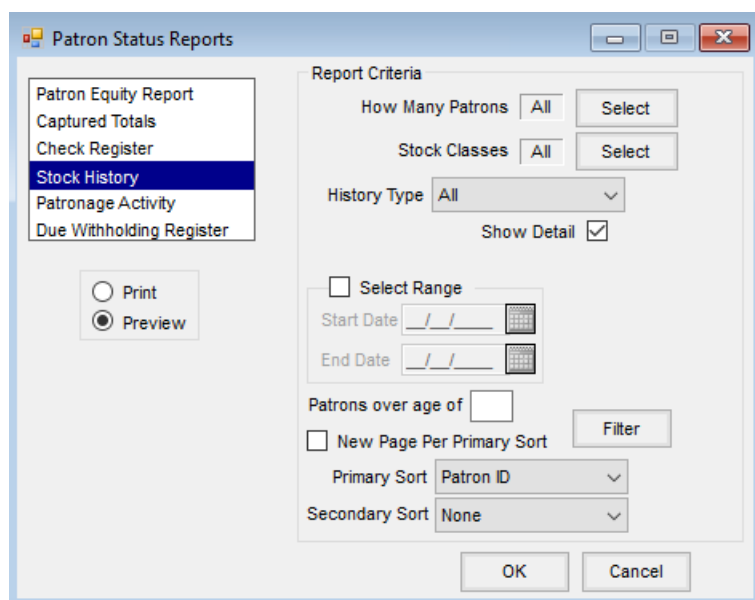 Patron Status Reports
Patron Equity Report
Captured Totals
Check Register
Stock History
Patronage Activity
Due Withholding Register
Print
Preview
Report Criteria
How Many Patrons All Select
Stock Classes All Select
History Type All
Show Detail
Select Range
Start Date __/__/____
End Date __/__/____
Patrons over age of
New Page Per Primary Sort Filter
Primary Sort Patron ID
Secondary Sort None
OK Cancel